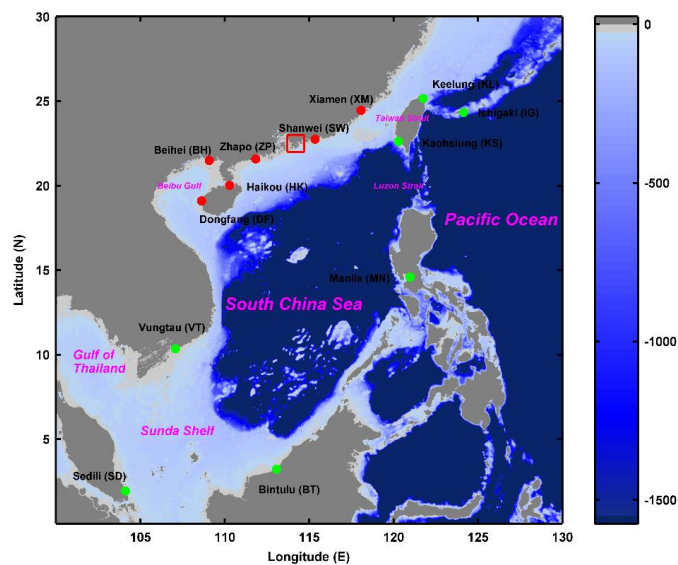 30
0
Keelung (KL)
Xiamen (XM)
Ishigaki (IG)
25
Taiwan Strait
Shanwei (SW)
Kaohsiung (KS)
Zhapo (ZP)
Beihei (BH)
-500
Beibu Gulf
Haikou (HK)
Luzon Strait
20
Dongfang (DF)
Pacific Ocean
Latitude (N)
15
Manila (MN)
South China Sea
Vungtau (VT)
-1000
Gulf of
Thailand
10
Sunda Shelf
5
Sedili (SD)
Bintulu (BT)
-1500
105
110
115
120
125
130
Longitude (E)